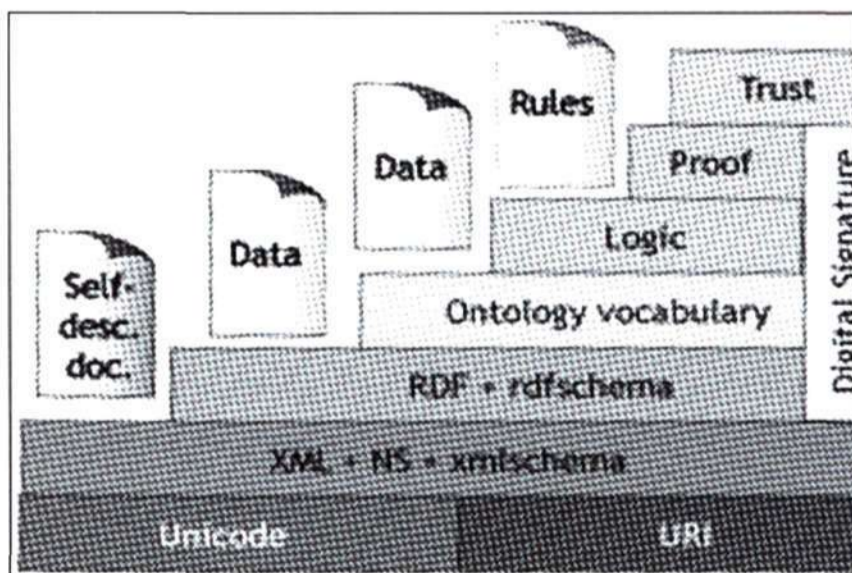 Rules
Trust
Data
Proof
Data
Logic
Self-
desc.
doc.
Ontology vocabulary
Digital Signature
RDF + rdfschema
XML + NS + xmlschema
Unicode
URI